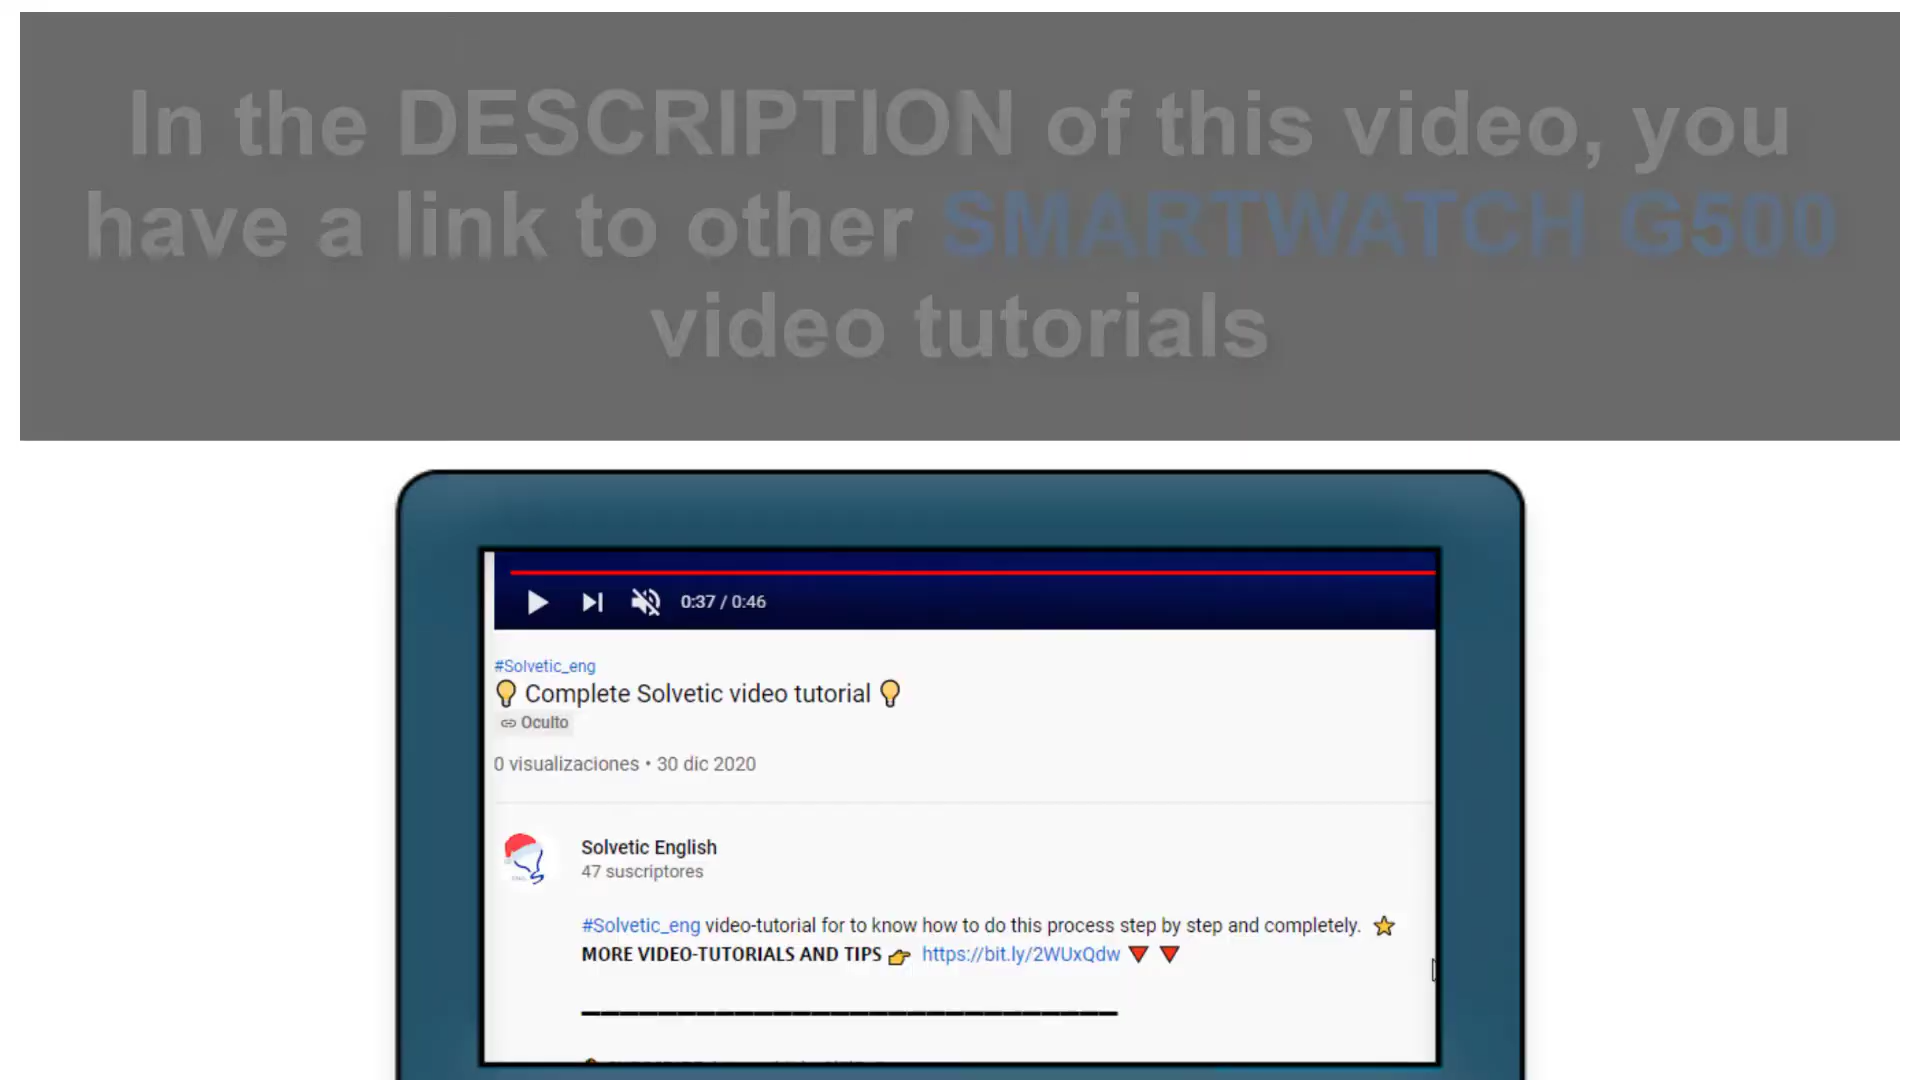 In the DESCRIPTION of this video, you
have a link to other SMARTWATCH G500
video tutorials
0:37 / 0:46
#Solvetic_eng
Complete Solvetic video tutorial
Oculto
0 visualizaciones • 30 dic 2020
Solvetic English
47 suscriptores
#Solvetic_eng video-tutorial for to know how to do this process step by step and completely.
MORE VIDEO-TUTORIALS AND TIPS https://bit.ly/2WUxQdw